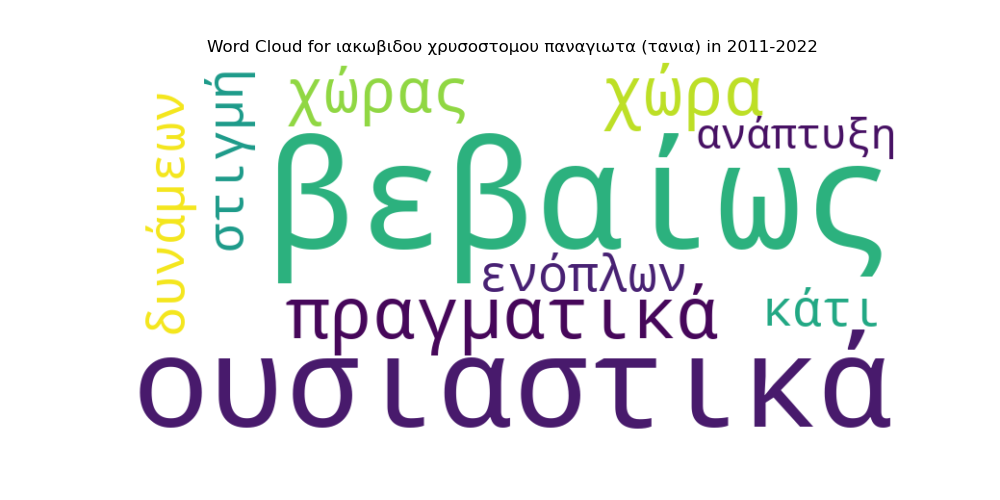 Word Cloud for ιακωβιδου χρυσοστομου παναγιωτα (τανια) in 2011-2022
δυνάμεων
στιγμή
χώρας
χώρα
ανάπτυξη
βεβαίως
ενόπλων
πραγματικά
κάτι
ουσιαστικά